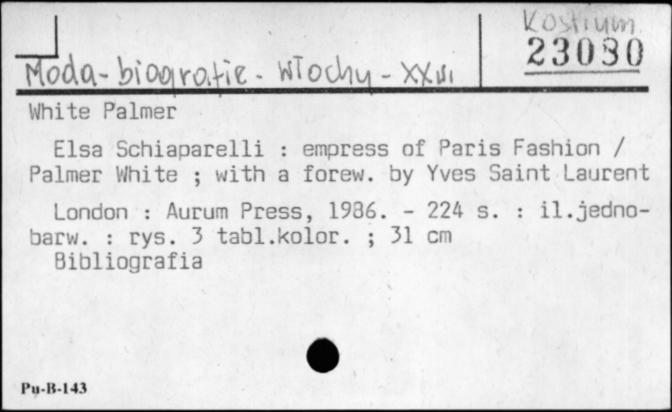 Kostium
23030
Moda - biografie - Włochy - XX w
White Palmer
Elsa Schiaparelli : empress of Paris Fashion /
Palmer White ; with a forew. by Yves Saint Laurent
London : Aurum Press, 1986. - 224 s. : il.jedno-
barw. : rys. 3 tabl.kolor. ; 31 cm
Bibliografia
Pu-B-143